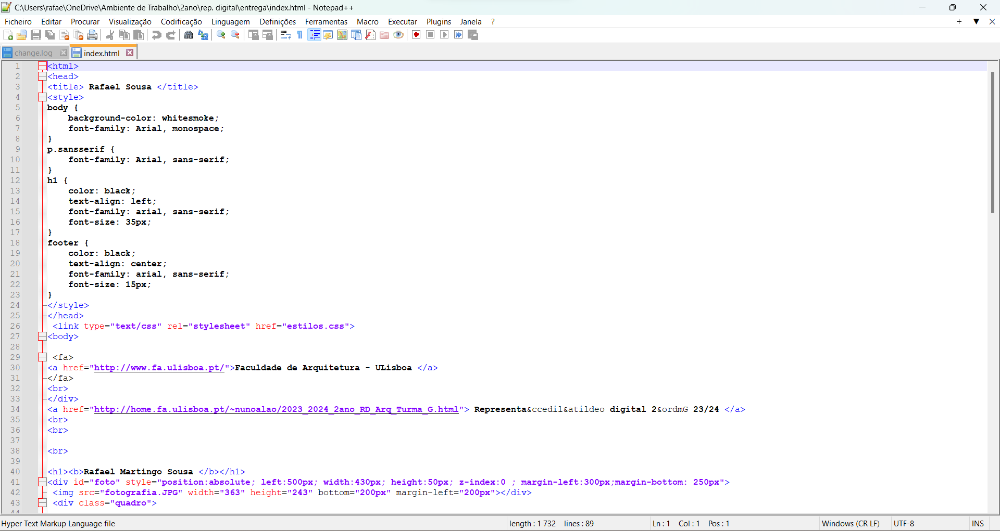 C:\Users\rafae\OneDrive\Ambiente de Trabalho\2ano\rep. digital\entrega\index.html - Notepad++
Ficheiro Editar Procurar Visualização Codificação Linguagem Definições Ferramentas Macro Executar Plugins Janela ?
change.log index.html
1 <html>
2 <head>
3 <title> Rafael Sousa </title>
4 <style>
5 body {
6 background-color: whitesmoke;
7 font-family: Arial, monospace;
8 }
9 p.sansserif {
10 font-family: Arial, sans-serif;
11 }
12 h1 {
13 color: black;
14 text-align: left;
15 font-family: arial, sans-serif;
16 font-size: 35px;
17 }
18 footer {
19 color: black;
20 text-align: center;
21 font-family: arial, sans-serif;
22 font-size: 15px;
23 }
24 </style>
25 </head>
26 <link type="text/css" rel="stylesheet" href="estilos.css">
27 <body>
28
29 <fa>
30 <a href="http://www.fa.ulisboa.pt/">Faculdade de Arquitetura - ULisboa </a>
31 </fa>
32 <br>
33 </div>
34 <a href="http://home.fa.ulisboa.pt/~nunoalao/2023_2024_2ano_RD_Arq_Turma_G.html"> Representa&ccedil&atildeo digital 2&ordmG 23/24 </a>
35 <br>
36 <br>
37
38 <br>
39
40 <h1><b>Rafael Martingo Sousa </b></h1>
41 <div id="foto" style="position:absolute; left:500px; width:430px; height:50px; z-index:0 ; margin-left:300px;margin-bottom: 250px">
42 <img src="fotografia.JPG" width="363" height="243" bottom="200px" margin-left="200px"></div>
43 <div class="quadro">
44
Hyper Text Markup Language file length : 1 732 lines : 89 Ln : 1 Col : 1 Pos : 1 Windows (CR LF) UTF-8 INS